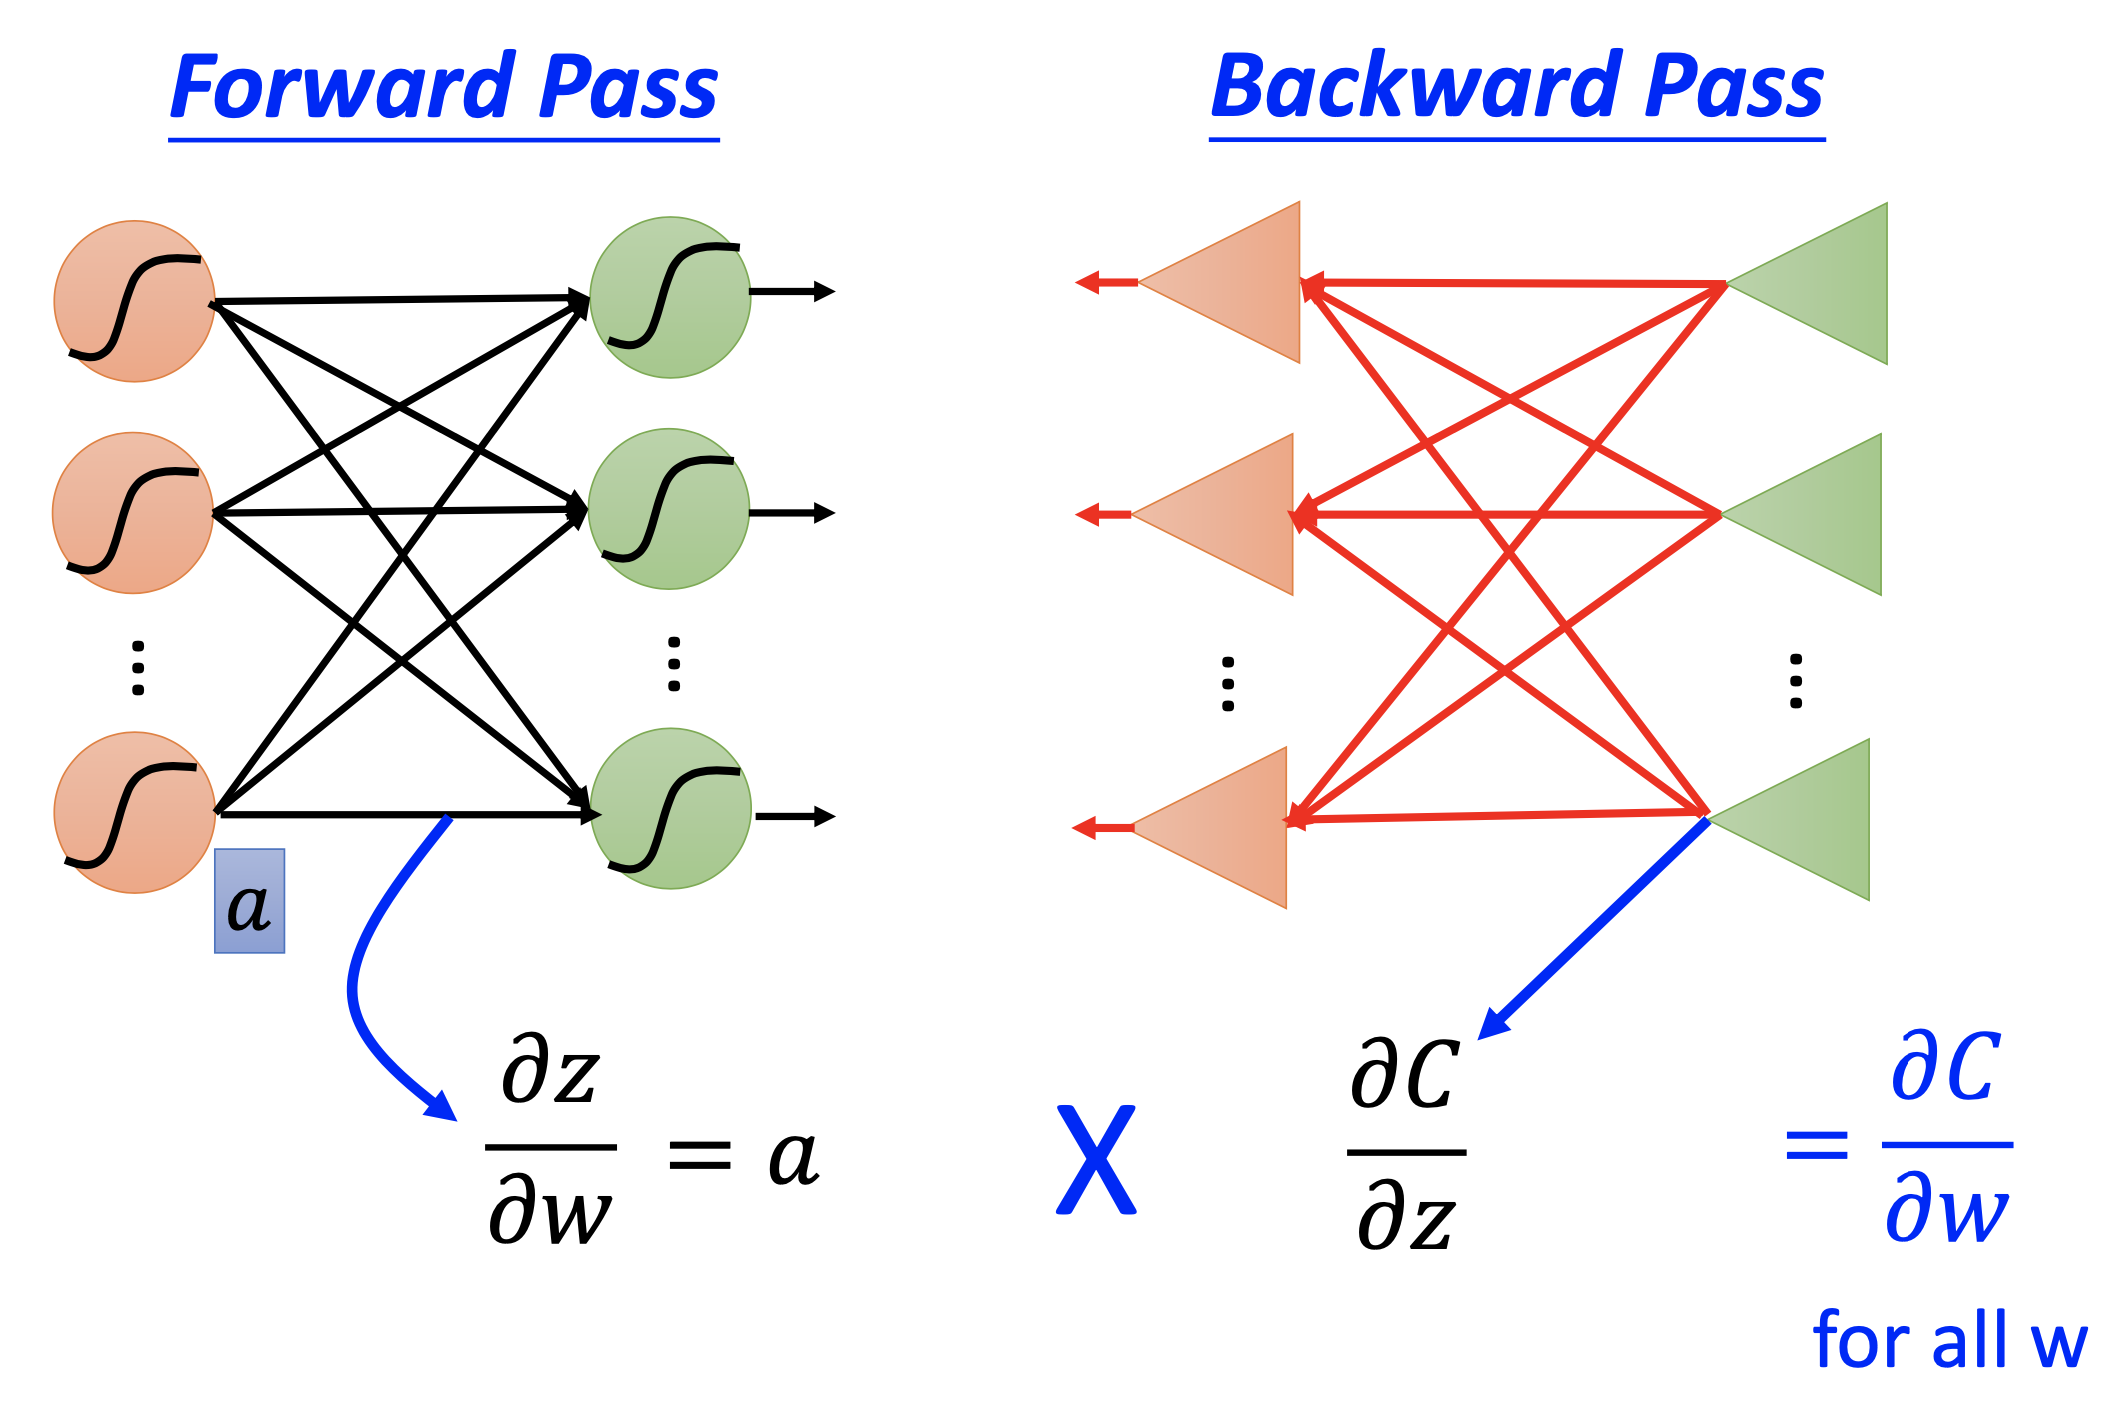 Forward Pass
Backward Pass
⋮ ⋮ ⋮ ⋮
a
∂z/∂w = a X ∂C/∂z = ∂C/∂w
for all w